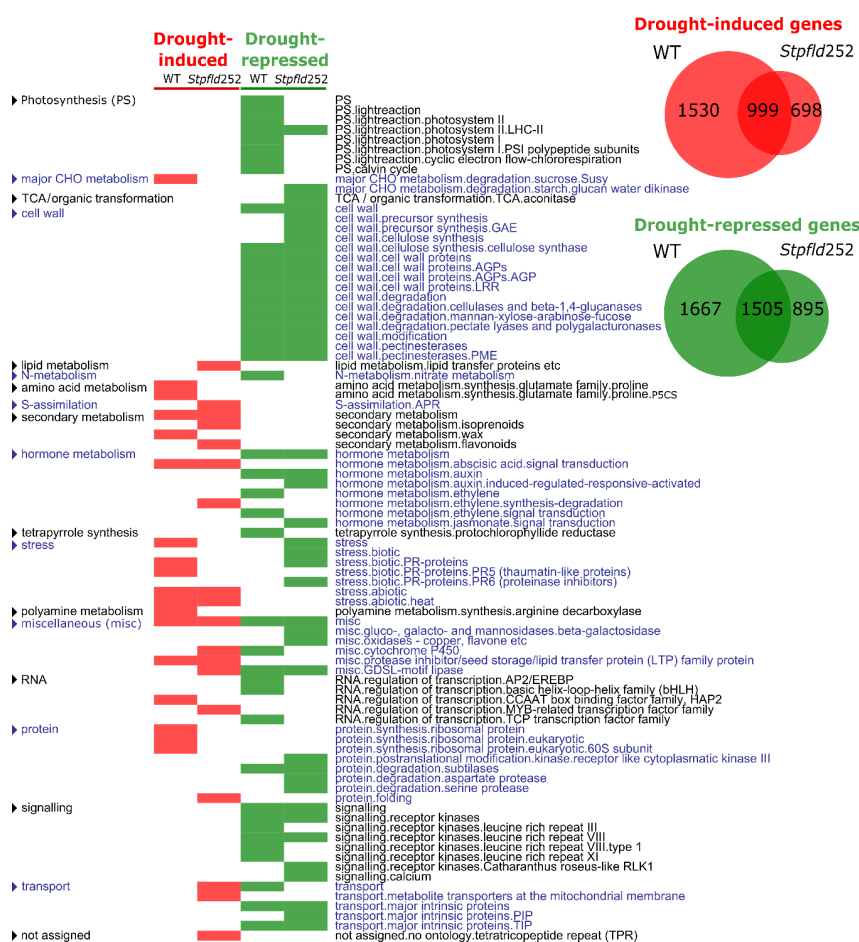 Drought-induced genes
WT Stpfld252
1530 999 698
Drought-repressed genes
WT Stpfld252
1667 1505 895
Drought-induced Drought-repressed
WT Stpfld252 WT Stpfld252
Photosynthesis (PS) PS
PS.lightreaction
PS.lightreaction.photosystem II
PS.lightreaction.photosystem II.LHC-II
PS.lightreaction.photosystem I
PS.lightreaction.photosystem I.PSI polypeptide subunits
PS.lightreaction.cyclic electron flow-chlororespiration
PS.calvin cycle
major CHO metabolism major CHO metabolism.degradation.sucrose.Susy
major CHO metabolism.degradation.starch.glucan water dikinase
TCA/organic transformation TCA / organic transformation.TCA.aconitase
cell wall cell wall
cell wall.precursor synthesis
cell wall.precursor synthesis.GAE
cell wall.cellulose synthesis
cell wall.cellulose synthesis.cellulose synthase
cell wall.cell wall proteins
cell wall.cell wall proteins.AGPs
cell wall.cell wall proteins.AGPs.AGP
cell wall.cell wall proteins.LRR
cell wall.degradation
cell wall.degradation.cellulases and beta-1,4-glucanases
cell wall.degradation.mannan-xylose-arabinose-fucose
cell wall.degradation.pectate lyases and polygalacturonases
cell wall.modification
cell wall.pectinesterases
cell wall.pectinesterases.PME
lipid metabolism lipid metabolism.lipid transfer proteins etc
N-metabolism N-metabolism.nitrate metabolism
amino acid metabolism amino acid metabolism.synthesis.glutamate family.proline
amino acid metabolism.synthesis.glutamate family.proline.P5CS
S-assimilation S-assimilation.APR
secondary metabolism secondary metabolism
secondary metabolism.isoprenoids
secondary metabolism.wax
secondary metabolism.flavonoids
hormone metabolism hormone metabolism
hormone metabolism.abscisic acid.signal transduction
hormone metabolism.auxin
hormone metabolism.auxin.induced-regulated-responsive-activated
hormone metabolism.ethylene
hormone metabolism.ethylene.synthesis-degradation
hormone metabolism.ethylene.signal transduction
hormone metabolism.jasmonate.signal transduction
tetrapyrrole synthesis tetrapyrrole synthesis.protochlorophyllide reductase
stress stress
stress.biotic
stress.biotic.PR-proteins
stress.biotic.PR-proteins.PR5 (thaumatin-like proteins)
stress.biotic.PR-proteins.PR6 (proteinase inhibitors)
stress.abiotic
stress.abiotic.heat
polyamine metabolism polyamine metabolism.synthesis.arginine decarboxylase
miscellaneous (misc) misc
misc.gluco-, galacto- and mannosidases.beta-galactosidase
misc.oxidases - copper, flavone etc
misc.cytochrome P450
misc.protease inhibitor/seed storage/lipid transfer protein (LTP) family protein
misc.GDSL-motif lipase
RNA RNA.regulation of transcription.AP2/EREBP
RNA.regulation of transcription.basic helix-loop-helix family (bHLH)
RNA.regulation of transcription.CCAAT box binding factor family, HAP2
RNA.regulation of transcription.MYB-related transcription factor family
RNA.regulation of transcription.TCP transcription factor family
protein protein.synthesis.ribosomal protein
protein.synthesis.ribosomal protein.eukaryotic
protein.synthesis.ribosomal protein.eukaryotic.60S subunit
protein.postranslational modification.kinase.receptor like cytoplasmatic kinase III
protein.degradation.subtilases
protein.degradation.aspartate protease
protein.degradation.serine protease
protein.folding
signalling signalling
signalling.receptor kinases
signalling.receptor kinases.leucine rich repeat III
signalling.receptor kinases.leucine rich repeat VIII
signalling.receptor kinases.leucine rich repeat VIII.type 1
signalling.receptor kinases.leucine rich repeat XI
signalling.receptor kinases.Catharantus roseus-like RLK1
signalling.calcium
transport transport
transport.metabolite transporters at the mitochondrial membrane
transport.major intrinsic proteins
transport.major intrinsic proteins.PIP
transport.major intrinsic proteins.TIP
not assigned not assigned.no ontology.tetratricopeptide repeat (TPR)